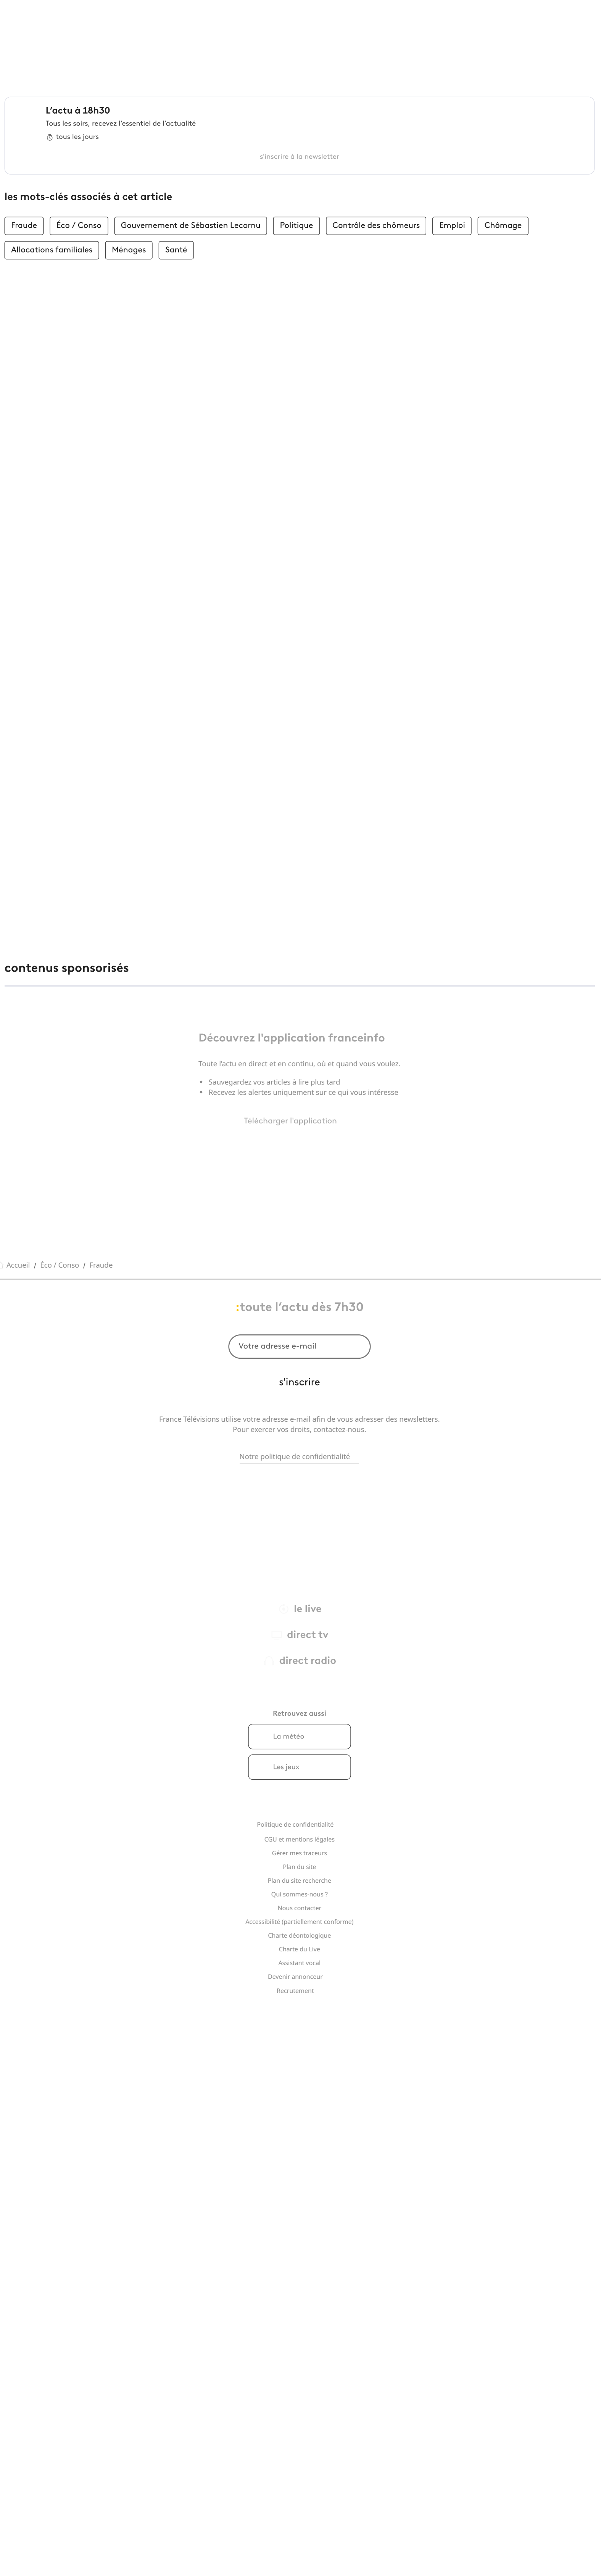 L'actu à 18h30
Tous les soirs, recevez l'essentiel de l'actualité
tous les jours
s'inscrire à la newsletter
les mots-clés associés à cet article
Fraude Éco / Conso Gouvernement de Sébastien Lecornu Politique Contrôle des chômeurs Emploi Chômage
Allocations familiales Ménages Santé
contenus sponsorisés
Découvrez l'application franceinfo
Toute l'actu en direct et en continu, où et quand vous voulez.
• Sauvegardez vos articles à lire plus tard
• Recevez les alertes uniquement sur ce qui vous intéresse
Télécharger l'application
Accueil / Éco / Conso / Fraude
:toute l'actu dès 7h30
Votre adresse e-mail
s'inscrire
France Télévisions utilise votre adresse e-mail afin de vous adresser des newsletters.
Pour exercer vos droits, contactez-nous.
Notre politique de confidentialité
le live
direct tv
direct radio
Retrouvez aussi
La météo
Les jeux
Politique de confidentialité
CGU et mentions légales
Gérer mes traceurs
Plan du site
Plan du site recherche
Qui sommes-nous ?
Nous contacter
Accessibilité (partiellement conforme)
Charte déontologique
Charte du Live
Assistant vocal
Devenir annonceur
Recrutement